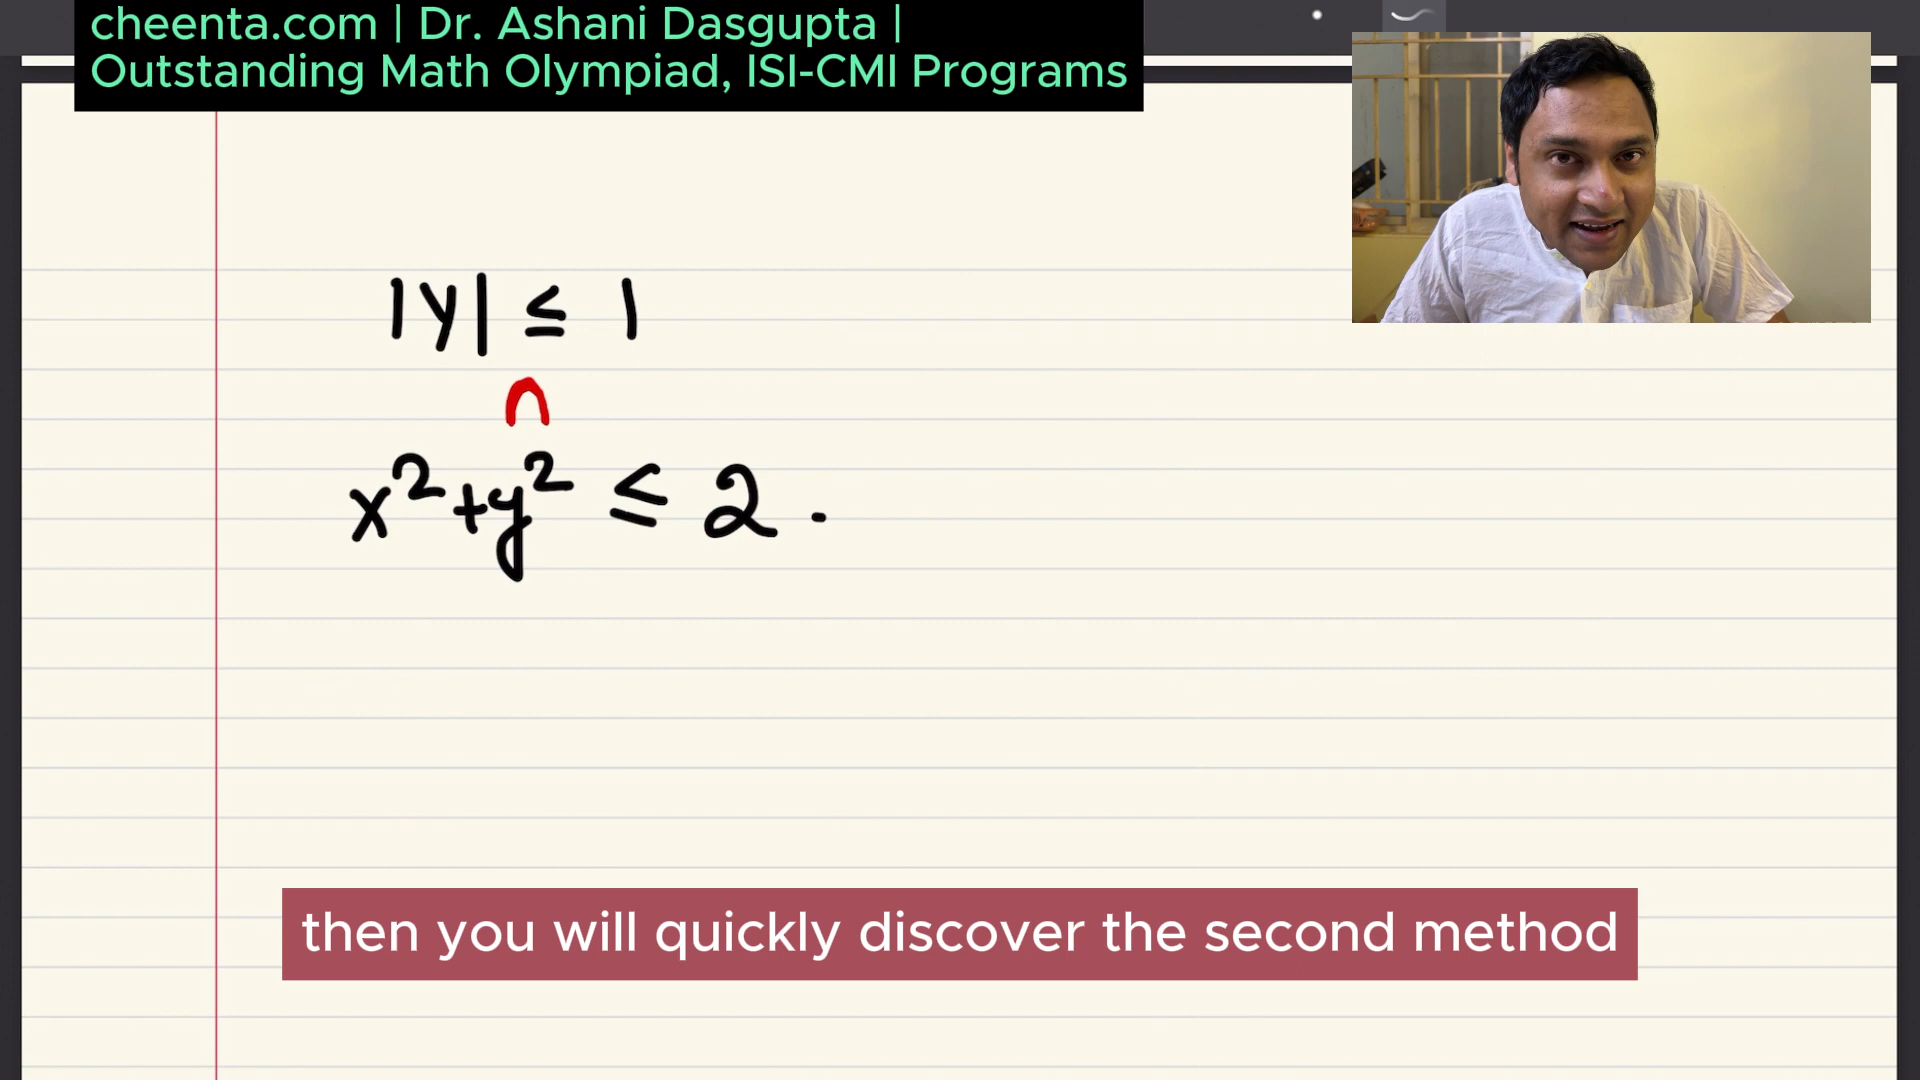 cheenta.com | Dr. Ashani Dasgupta |
Outstanding Math Olympiad, ISI-CMI Programs
|y| ≤ 1
∩
x²+y² ≤ 2.
then you will quickly discover the second method